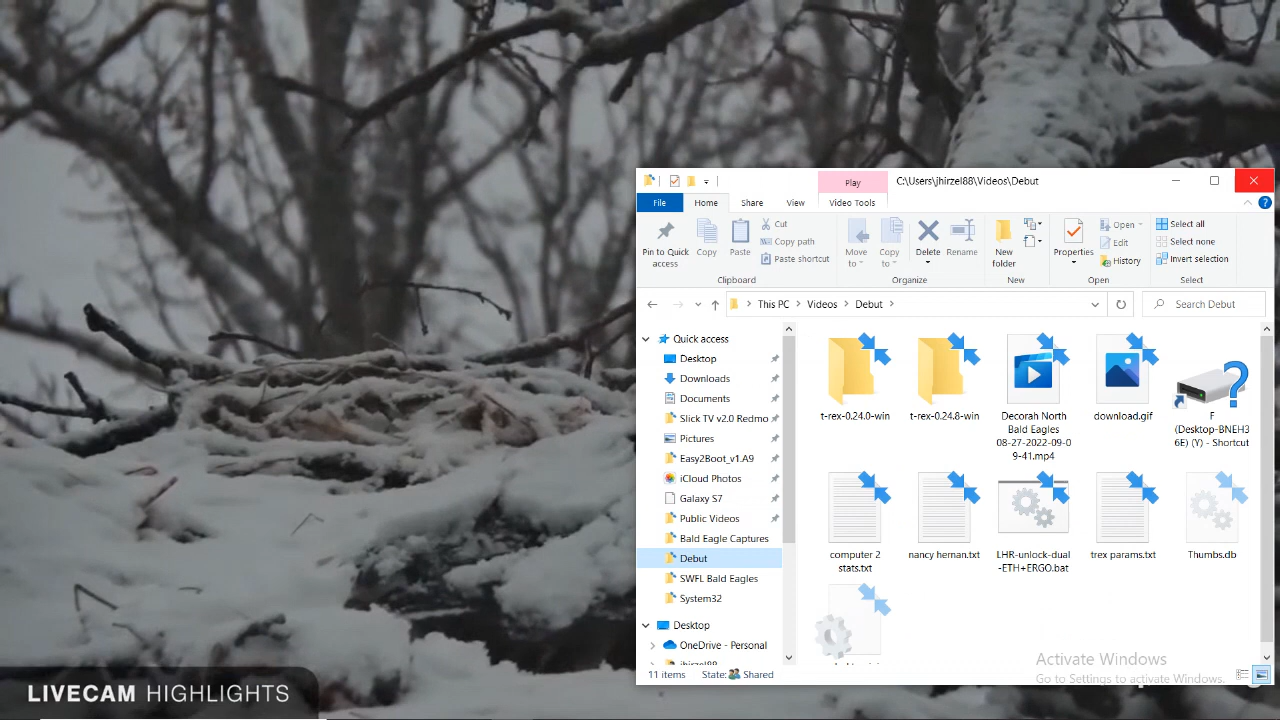 Play
C:\Users\jhirzel88\Videos\Debut
File
Home
Share
View
Video Tools
Pin to Quick
access
Copy
Paste
Cut
Copy path
Paste shortcut
Move
to
Copy
to
Delete
Rename
New
folder
Properties
Open
Edit
History
Select all
Select none
Invert selection
Clipboard
Organize
New
Open
Select
This PC
Videos
Debut
Search Debut
Quick access
Desktop
Downloads
Documents
Slick TV v2.0 Redmo
Pictures
Easy2Boot_v1.A9
iCloud Photos
Galaxy S7
Public Videos
Bald Eagle Captures
Debut
SWFL Bald Eagles
System32
Desktop
OneDrive - Personal
t-rex-0.24.0-win
t-rex-0.24.8-win
Decorah North
Bald Eagles
08-27-2022-09-0
9-41.mp4
download.gif
F
(Desktop-BNEH3
6E) (Y) - Shortcut
computer 2
stats.txt
nancy heman.txt
LHR-unlock-dual
-ETH+ERGO.bat
trex params.txt
Thumbs.db
11 items
State:
Shared
Activate Windows
Go to Settings to activate Windows.
LIVECAM HIGHLIGHTS